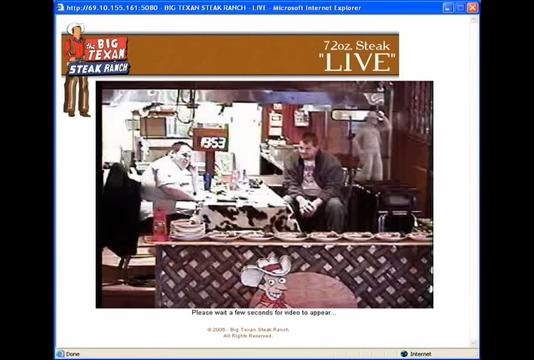 http://69.10.155.161:5080 - BIG TEXAN STEAK RANCH - LIVE - Microsoft Internet Explorer
the BIG
TEXAN
STEAK RANCH
72oz. Steak
"LIVE"
1953
Please wait a few seconds for video to appear...
© 2008 - Big Texan Steak Ranch
All Rights Reserved.
Done
Internet